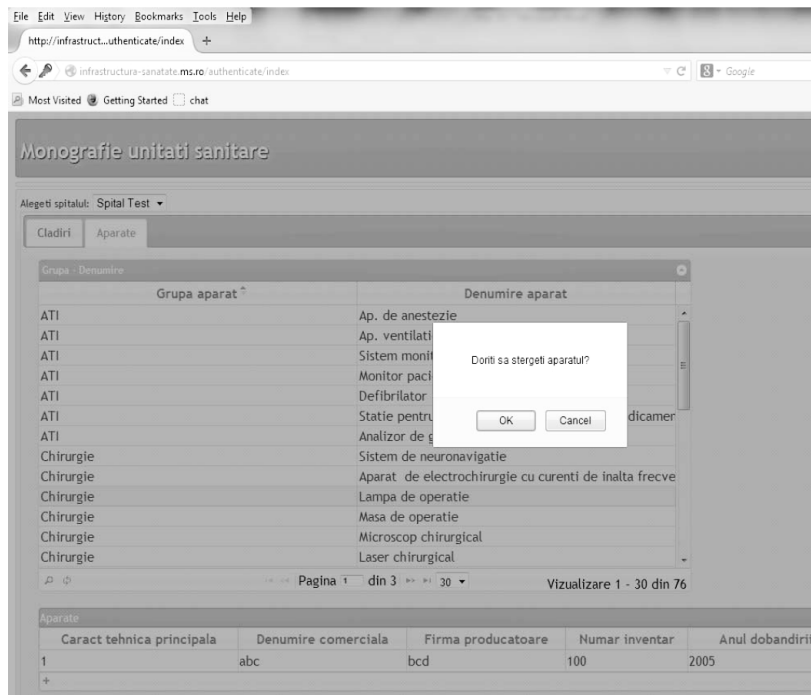 File Edit View History Bookmarks Tools Help
http://infrastruct...uthenticate/index +
infrastructura-sanatate.ms.ro/authenticate/index Google
Most Visited Getting Started chat
Monografie unitati sanitare
Alegeti spitalul: Spital Test
Cladiri Aparate
Grupa - Denumire
Grupa aparat Denumire aparat
ATI Ap. de anestezie
ATI Ap. ventilati
ATI Sistem monit
ATI Monitor paci
ATI Defibrilator
ATI Statie pentru dicamen
ATI Analizor de g
Doriti sa stergeti aparatul?
OK Cancel
Chirurgie Sistem de neuronavigatie
Chirurgie Aparat de electrochirurgie cu curenti de inalta frecve
Chirurgie Lampa de operatie
Chirurgie Masa de operatie
Chirurgie Microscop chirurgical
Chirurgie Laser chirurgical
Pagina 1 din 3 30 Vizualizare 1 - 30 din 76
Aparate
Caract tehnica principala Denumire comerciala Firma producatoare Numar inventar Anul dobandirii
1 abc bcd 100 2005
+